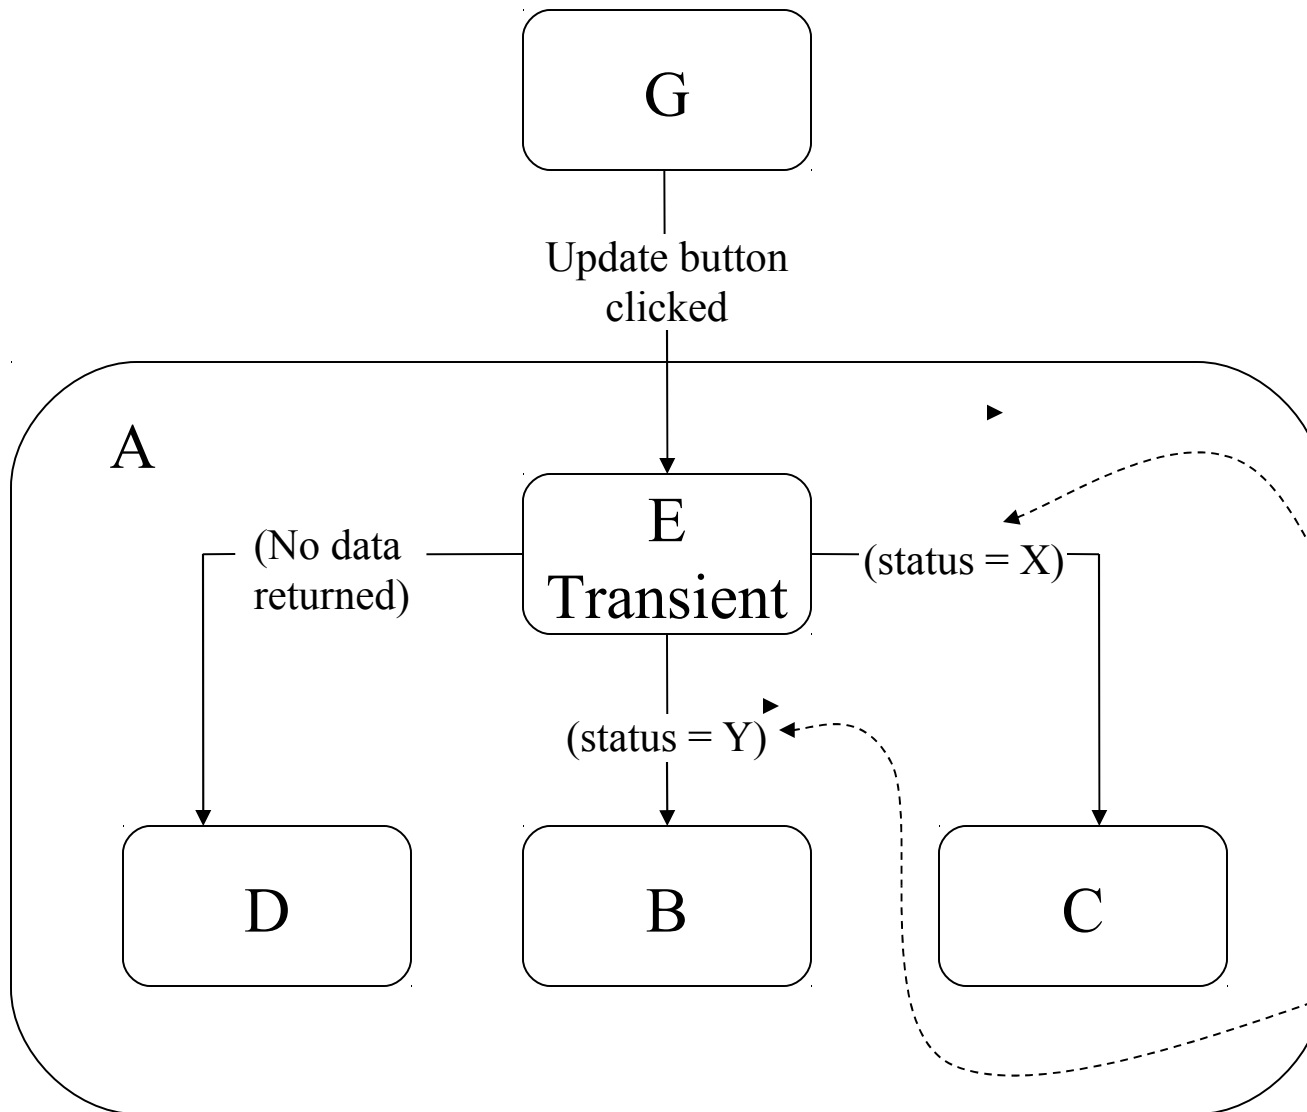 G
Update button
clicked
A
E
Transient
(No data
returned)
(status = X)
(status = Y)
D
B
C